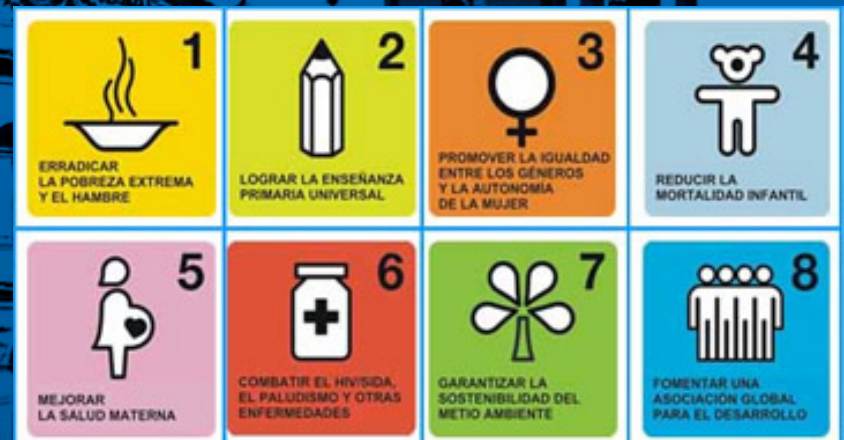 1
ERRADICAR
LA POBREZA EXTREMA
Y EL HAMBRE
2
LOGRAR LA ENSEÑANZA
PRIMARIA UNIVERSAL
3
PROMOVER LA IGUALDAD
ENTRE LOS GÉNEROS
Y LA AUTONOMÍA
DE LA MUJER
4
REDUCIR LA
MORTALIDAD INFANTIL
5
MEJORAR
LA SALUD MATERNA
6
COMBATIR EL HIV/SIDA,
EL PALUDISMO Y OTRAS
ENFERMEDADES
7
GARANTIZAR LA
SOSTENIBILIDAD DEL
METIO AMBIENTE
8
FOMENTAR UNA
ASOCIACIÓN GLOBAL
PARA EL DESARROLLO